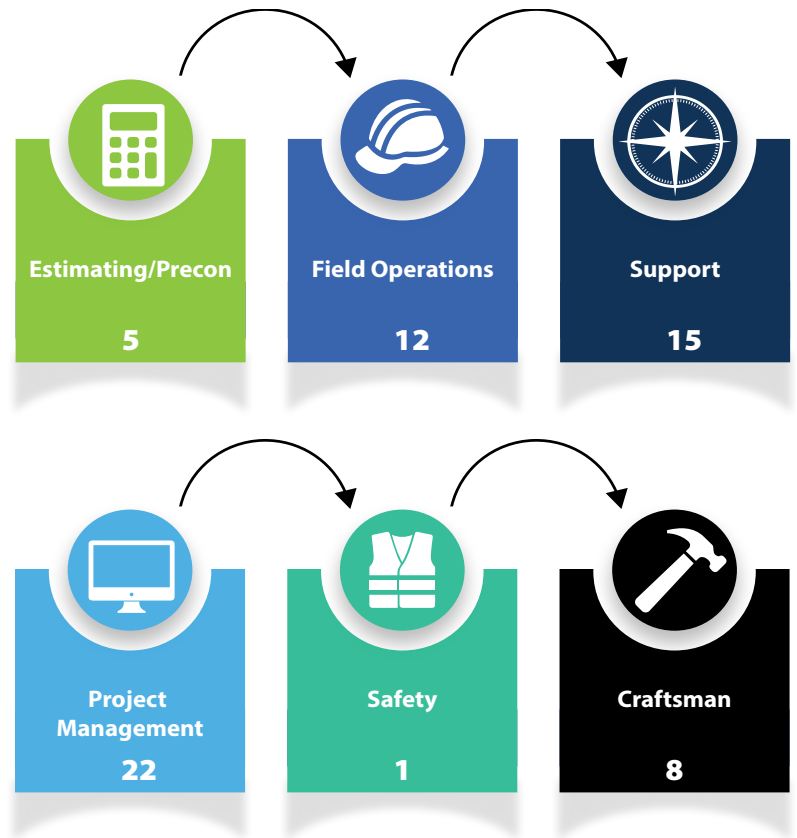 Estimating/Precon
5
Field Operations
12
Support
15
Project
Management
22
Safety
1
Craftsman
8